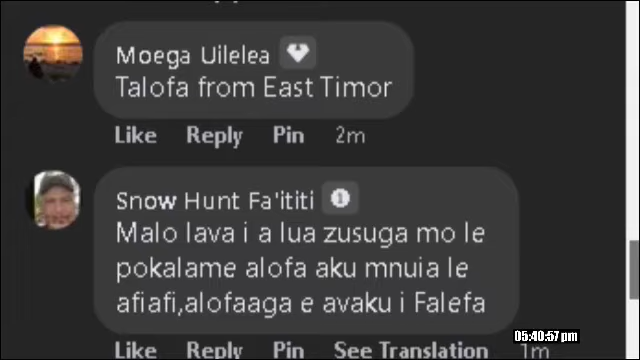 Moega Uilelea
Talofa from East Timor
Like Reply Pin 2m
Snow Hunt Fa'ititi
Malo lava i a lua zusuga mo le
pokalame alofa aku mnuia le
afiafi,alofaaga e avaku i Falefa
Like Reply Pin See Translation 1m
05:40:57 pm